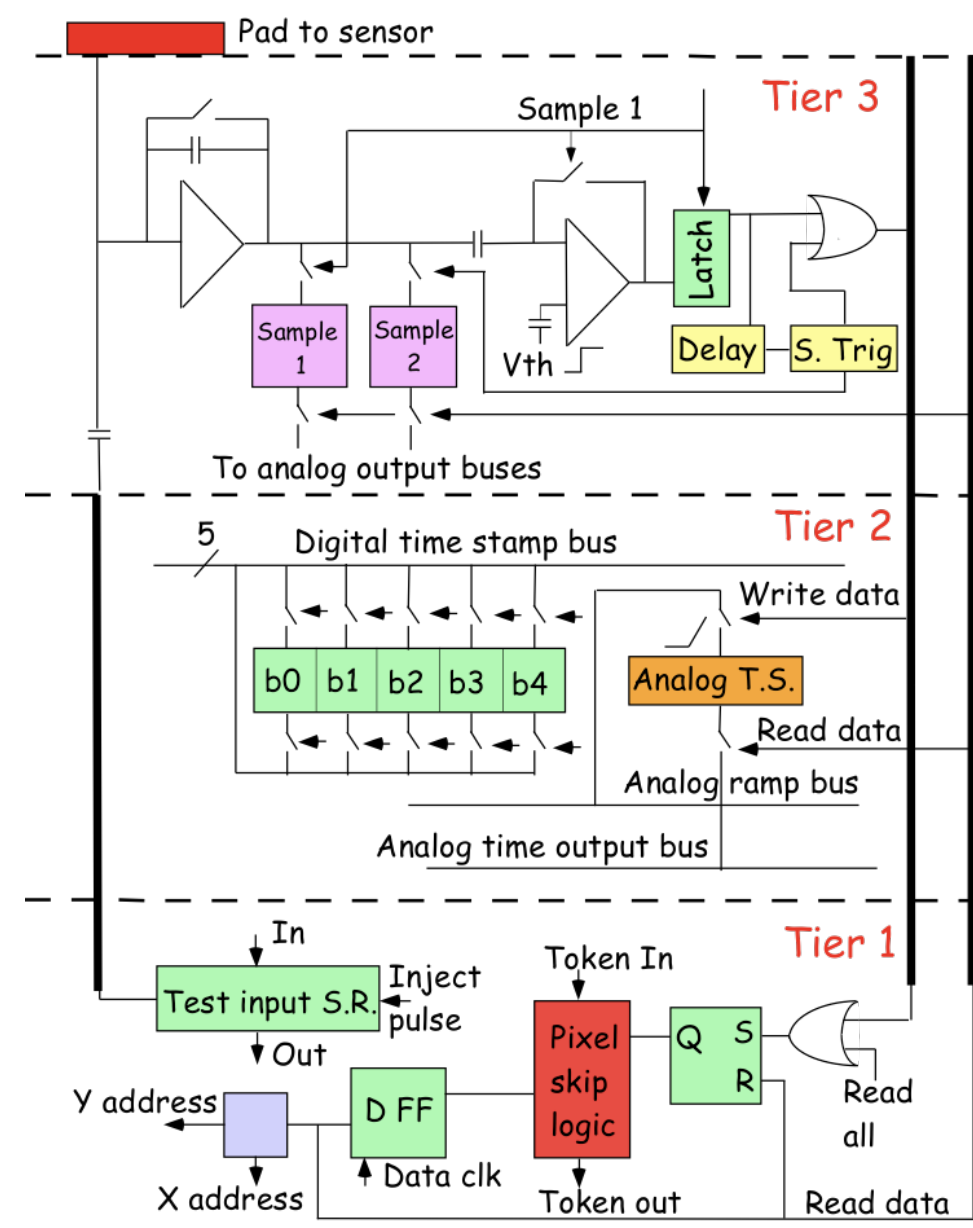 Pad to sensor
Tier 3
Sample 1
Latch
Sample
1
Sample
2
Vth
Delay
S. Trig
To analog output buses
Tier 2
5
Digital time stamp bus
Write data
b0 b1 b2 b3 b4
Analog T.S.
Read data
Analog ramp bus
Analog time output bus
Tier 1
In
Token In
Test input S.R.
Inject
pulse
Out
Pixel
skip
logic
Q S
R
Read
all
Y address
D FF
Data clk
X address
Token out
Read data